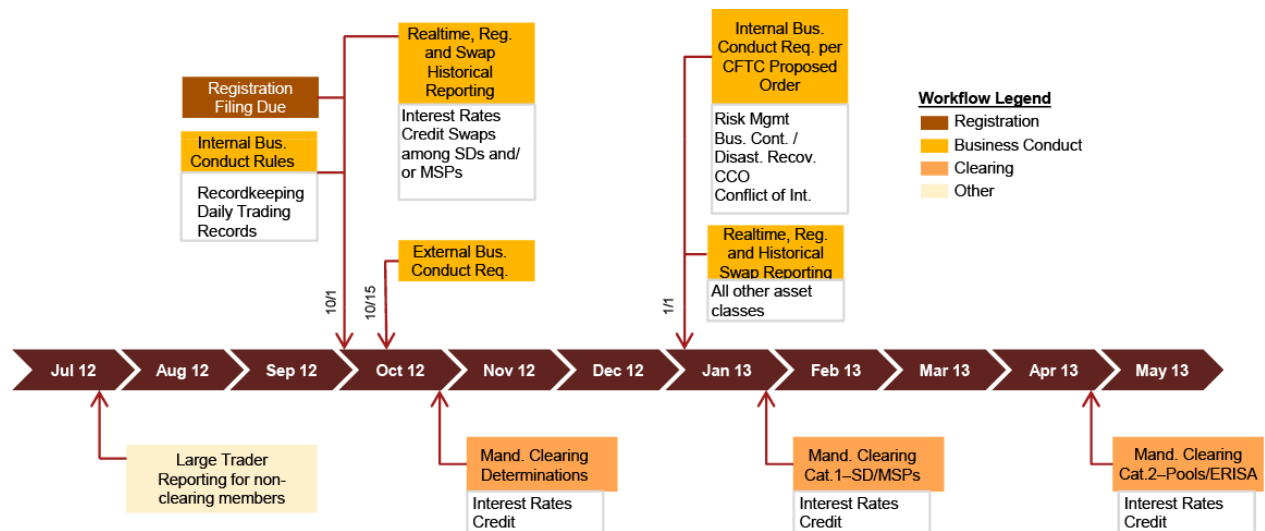 Registration
Filing Due
Internal Bus.
Conduct Rules
Recordkeeping
Daily Trading
Records
Realtime, Reg.
and Swap
Historical
Reporting
Interest Rates
Credit Swaps
among SDs and/
or MSPs
External Bus.
Conduct Req.
10/1
10/15
Internal Bus.
Conduct Req. per
CFTC Proposed
Order
Risk Mgmt
Bus. Cont. /
Disast. Recov.
CCO
Conflict of Int.
Realtime, Reg.
and Historical
Swap Reporting
All other asset
classes
1/1
Workflow Legend
Registration
Business Conduct
Clearing
Other
Jul 12
Aug 12
Sep 12
Oct 12
Nov 12
Dec 12
Jan 13
Feb 13
Mar 13
Apr 13
May 13
Large Trader
Reporting for non-
clearing members
Mand. Clearing
Determinations
Interest Rates
Credit
Mand. Clearing
Cat.1–SD/MSPs
Interest Rates
Credit
Mand. Clearing
Cat.2–Pools/ERISA
Interest Rates
Credit